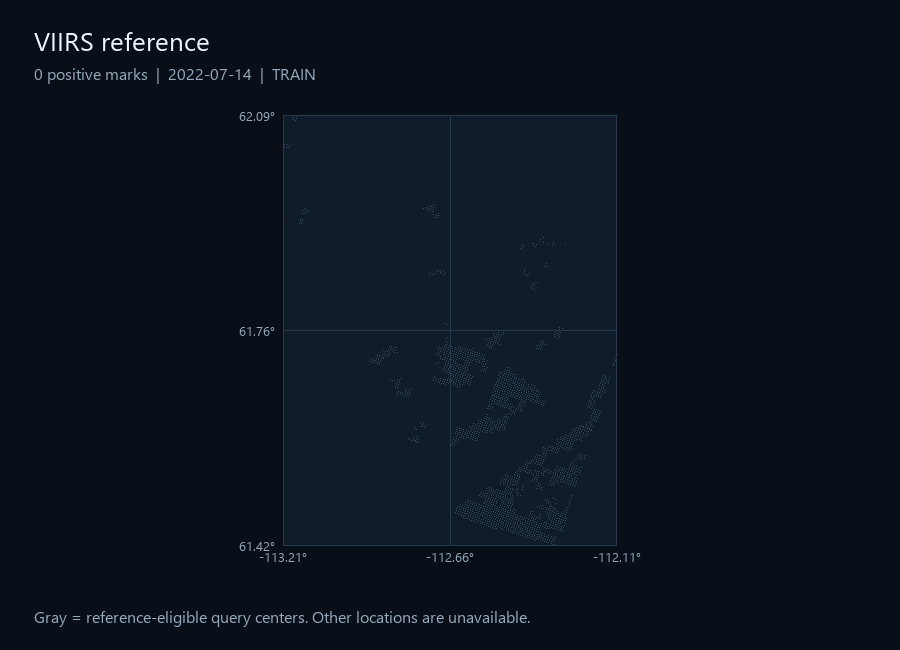 VIIRS reference
0 positive marks | 2022-07-14 | TRAIN
62.09°
61.76°
61.42°
-113.21°
-112.66°
-112.11°
Gray = reference-eligible query centers. Other locations are unavailable.